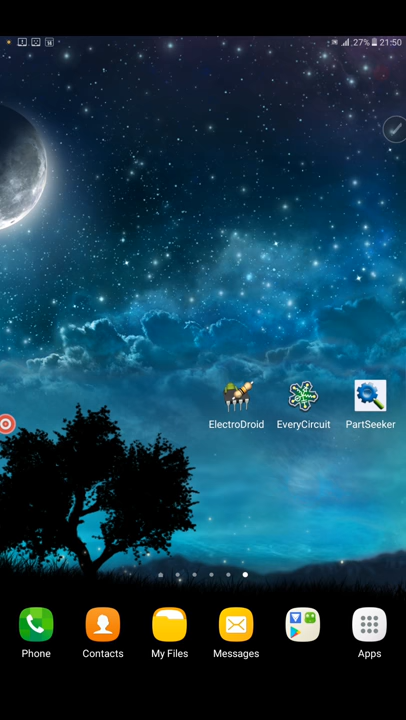 27% 21:50
ElectroDroid EveryCircuit PartSeeker
Phone Contacts My Files Messages Apps